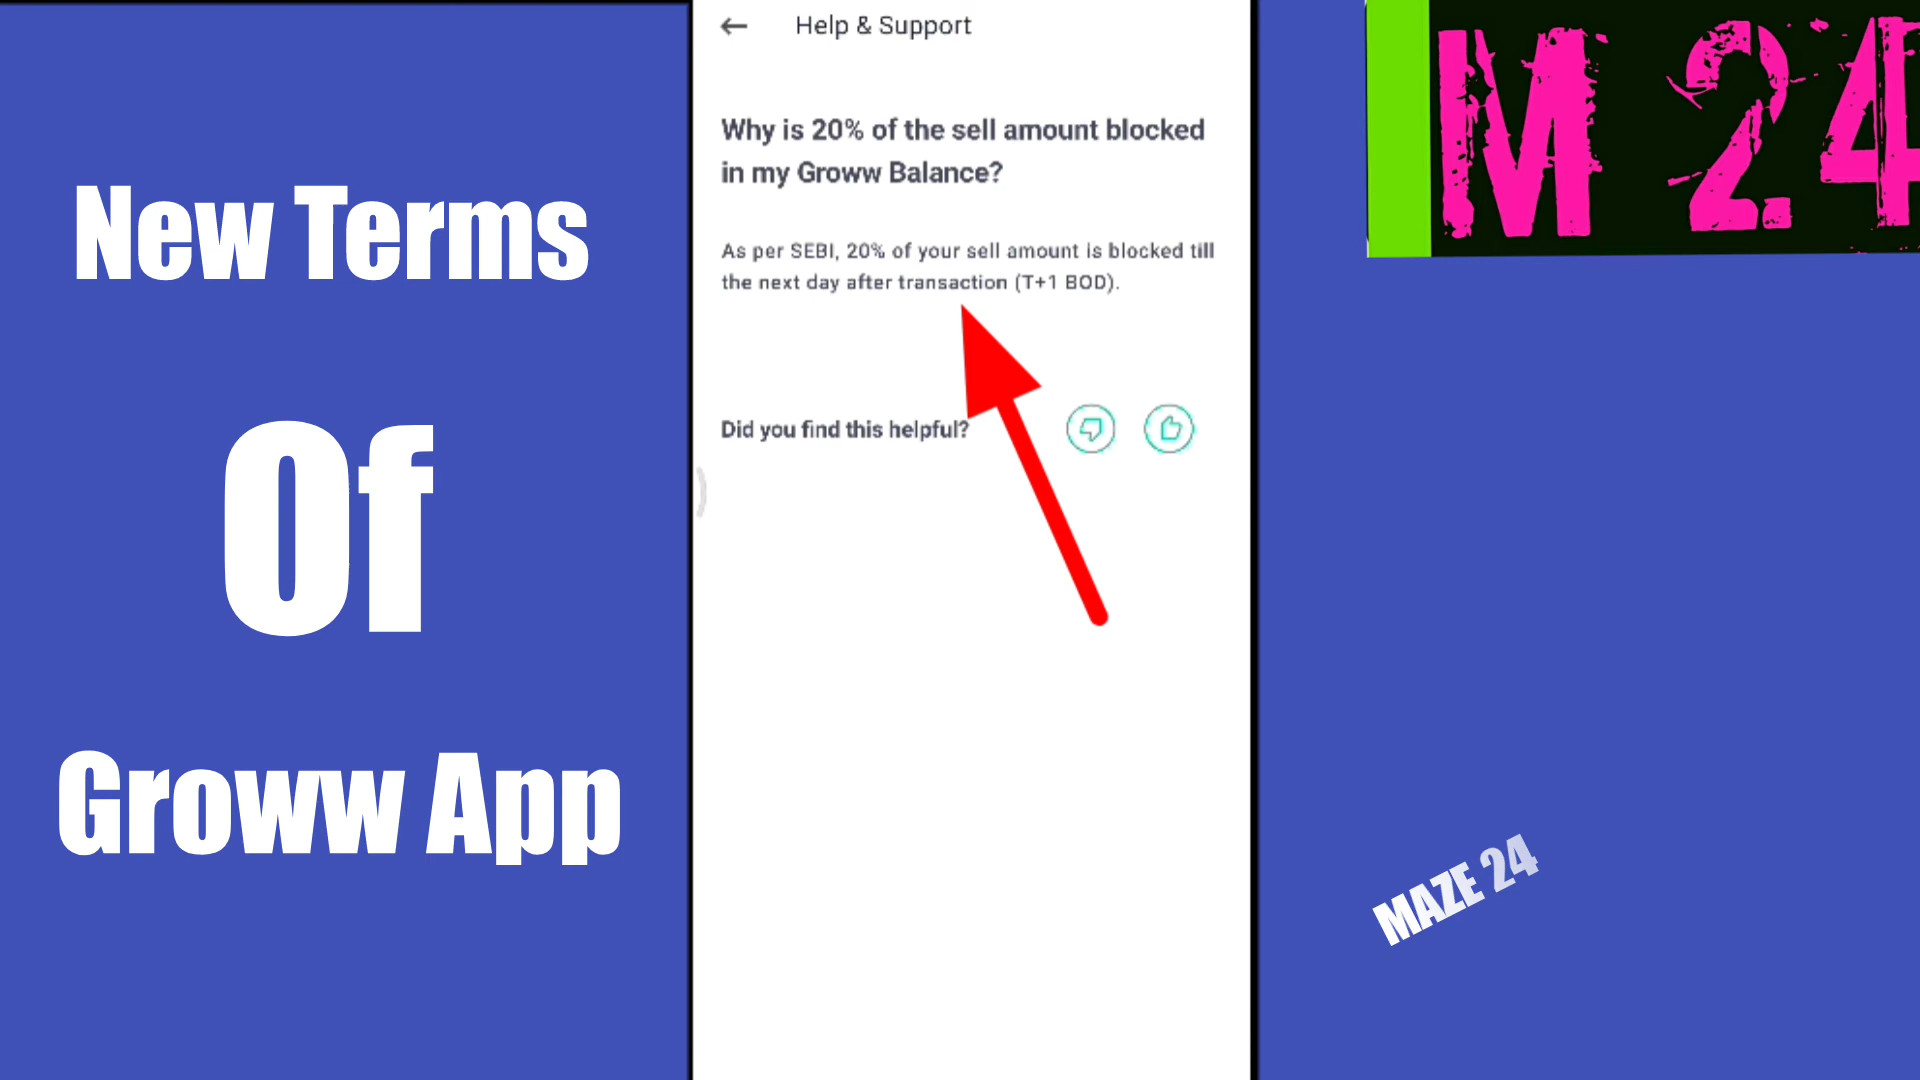 New Terms
Of
Groww App
Help & Support
Why is 20% of the sell amount blocked
in my Groww Balance?
As per SEBI, 20% of your sell amount is blocked till
the next day after transaction (T+1 BOD).
Did you find this helpful?
M 24
MAZE 24